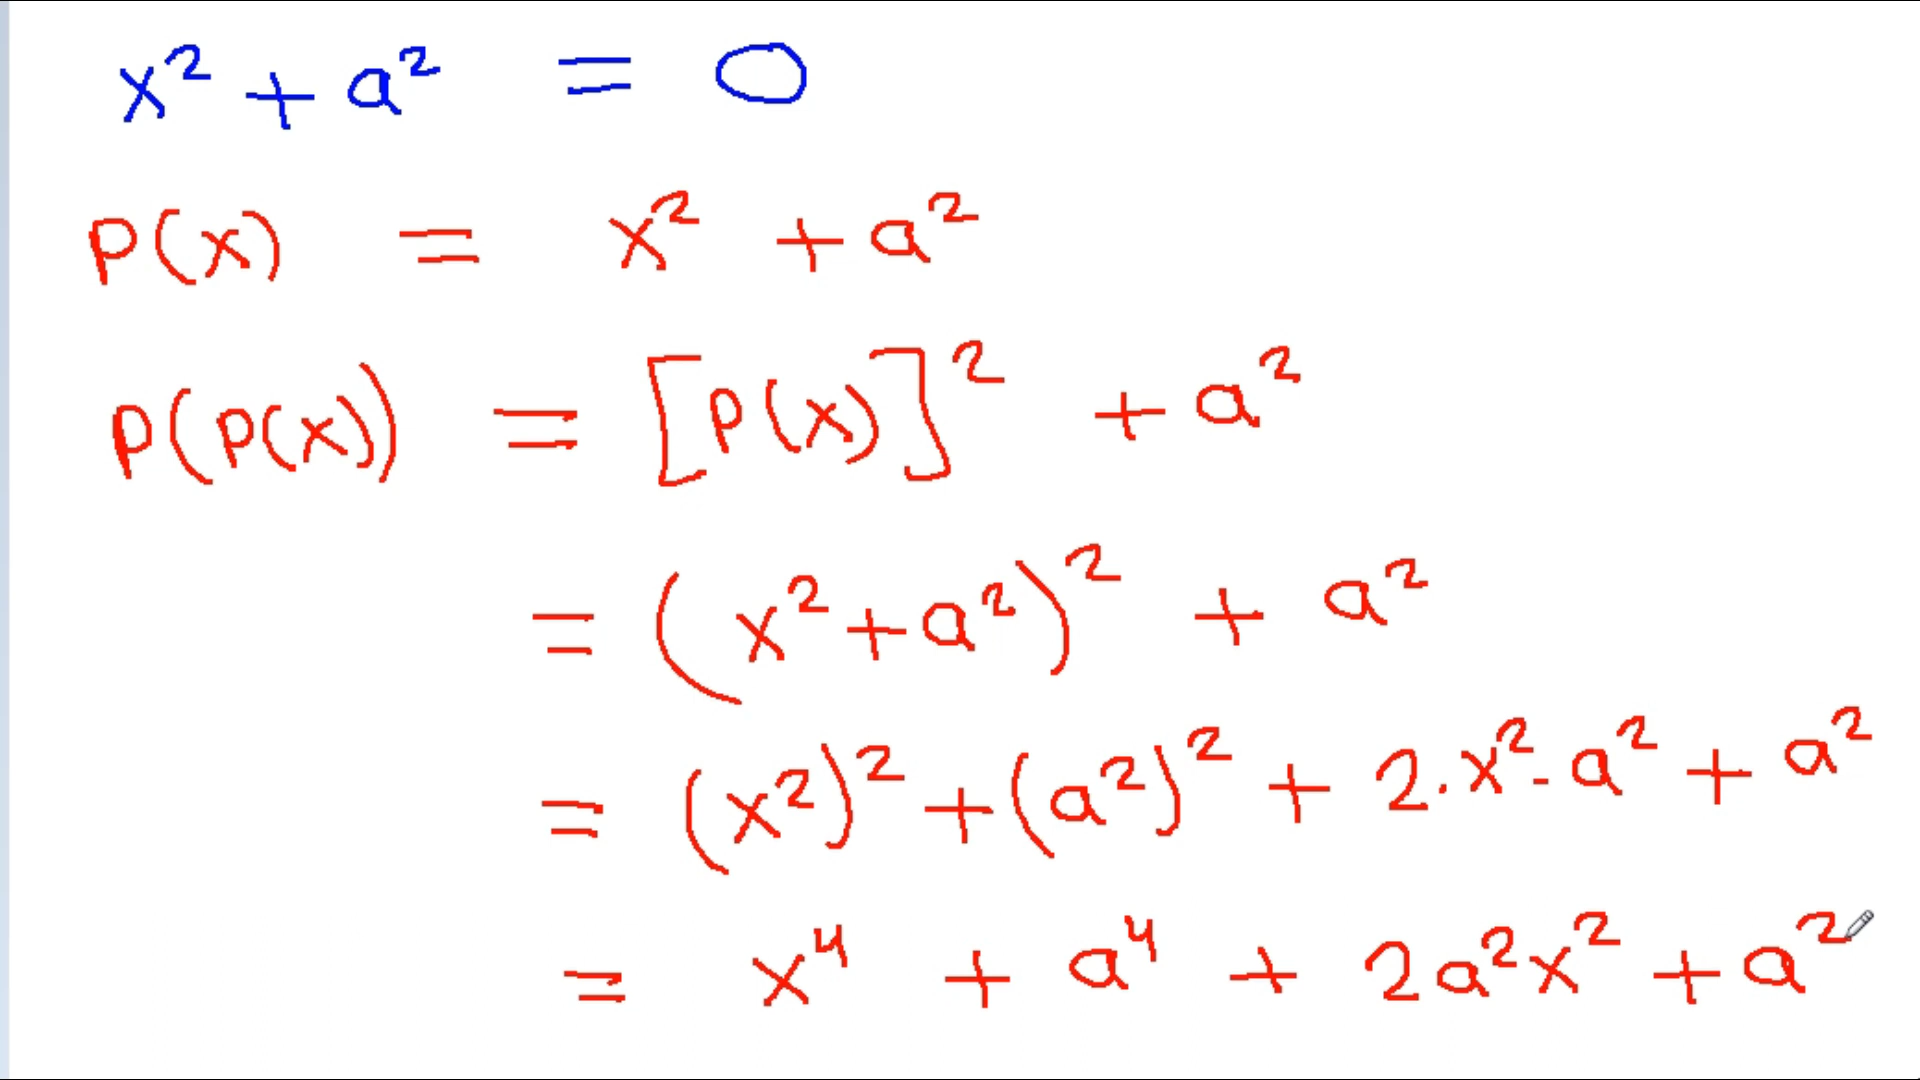 x² + a² = 0
P(x) = x² + a²
P(P(x)) = [P(x)]² + a²
= (x² + a²)² + a²
= (x²)² + (a²)² + 2·x²·a² + a²
= x⁴ + a⁴ + 2a²x² + a²